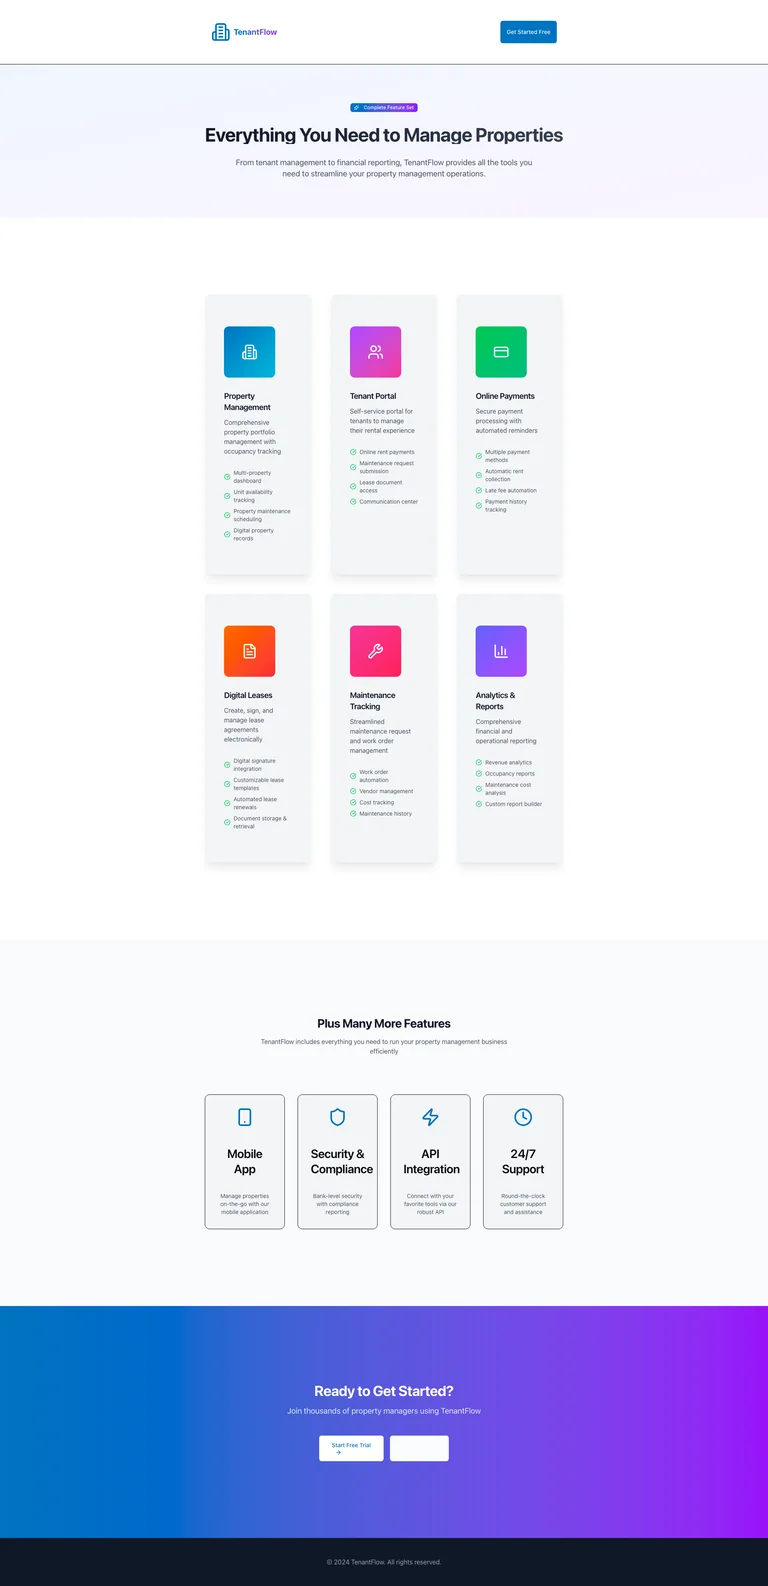 TenantFlow
Get Started Free
Complete Feature Set
Everything You Need to Manage Properties
From tenant management to financial reporting, TenantFlow provides all the tools you
need to streamline your property management operations.
Property
Management
Comprehensive
property portfolio
management with
occupancy tracking
Multi-property
dashboard
Unit availability
tracking
Property maintenance
scheduling
Digital property
records
Tenant Portal
Self-service portal for
tenants to manage
their rental experience
Online rent payments
Maintenance request
submission
Lease document
access
Communication center
Online Payments
Secure payment
processing with
automated reminders
Multiple payment
methods
Automatic rent
collection
Late fee automation
Payment history
tracking
Digital Leases
Create, sign, and
manage lease
agreements
electronically
Digital signature
integration
Customizable lease
templates
Automated lease
renewals
Document storage &
retrieval
Maintenance
Tracking
Streamlined
maintenance request
and work order
management
Work order
automation
Vendor management
Cost tracking
Maintenance history
Analytics &
Reports
Comprehensive
financial and
operational reporting
Revenue analytics
Occupancy reports
Maintenance cost
analysis
Custom report builder
Plus Many More Features
TenantFlow includes everything you need to run your property management business
efficiently
Mobile
App
Manage properties
on-the-go with our
mobile application
Security &
Compliance
Bank-level security
with compliance
reporting
API
Integration
Connect with your
favorite tools via our
robust API
24/7
Support
Round-the-clock
customer support
and assistance
Ready to Get Started?
Join thousands of property managers using TenantFlow
Start Free Trial
→
© 2024 TenantFlow. All rights reserved.